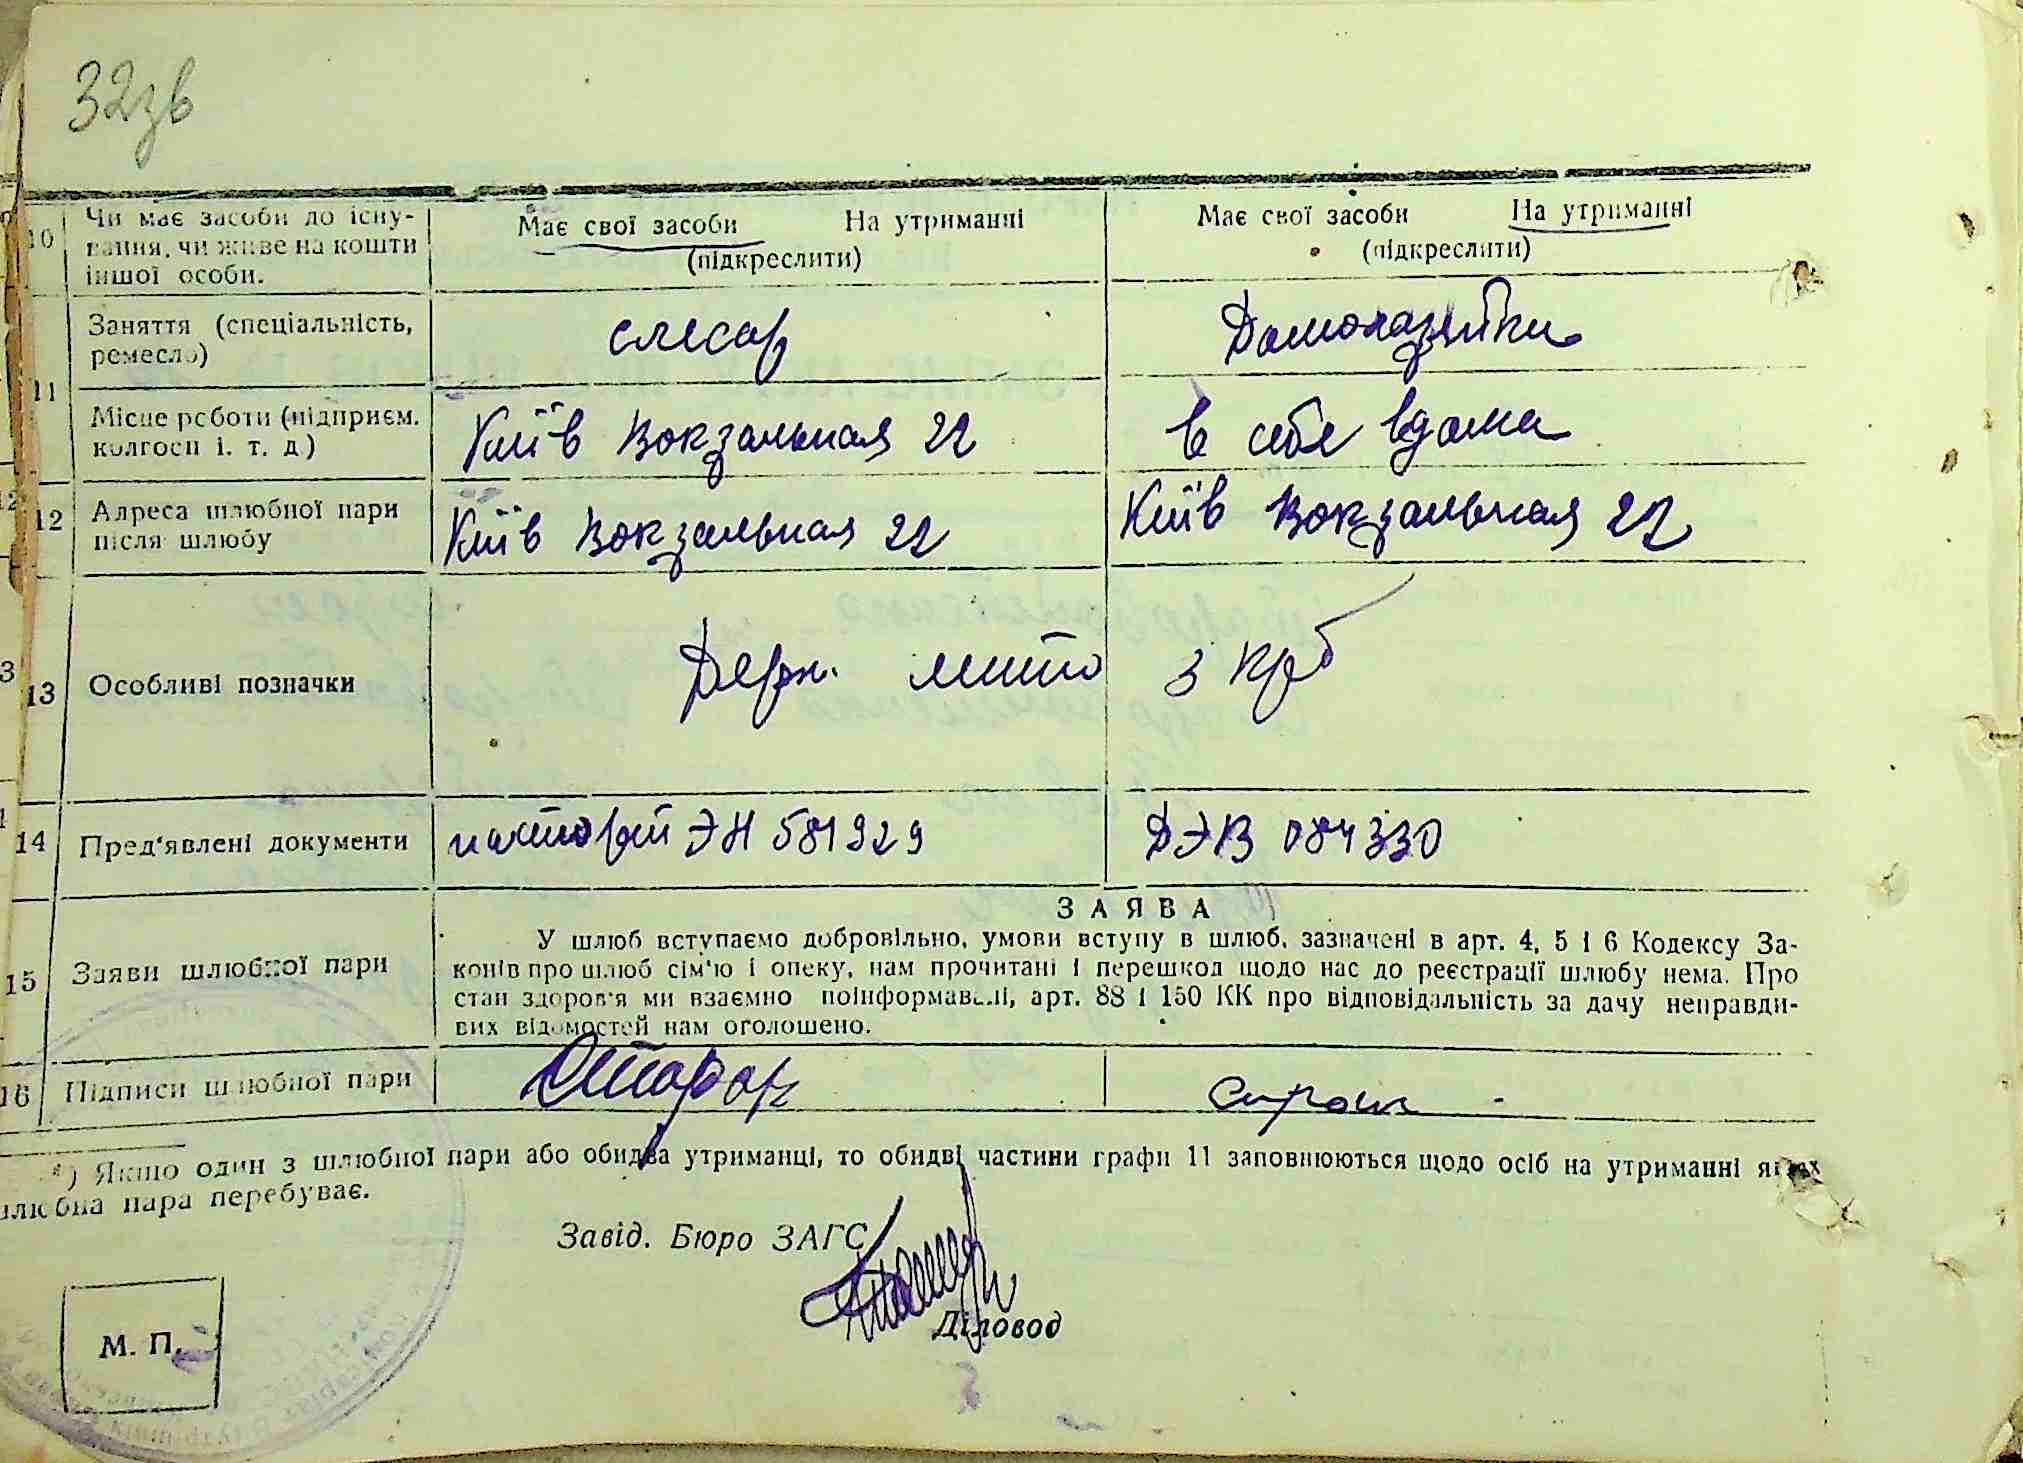 32зв
10 Чи має засоби до існу-
вання, чи живе на кошти
іншої особи.
Має свої засоби На утриманні
(підкреслити)
Має свої засоби На утриманні
(підкреслити)
11 Заняття (спеціальність,
ремесло)
слесар
Домохазяйка
Місце роботи (підприєм.
колгосп і. т. д.)
Київ Вокзальная 22
в себе вдома
12 Адреса шлюбної пари
після шлюбу
Київ Вокзальная 22
Київ Вокзальная 22
13 Особливі позначки
Держ. мито 3 крб
14 Пред'явлені документи
паспорт ЭН 581929
ДЭВ 084330
15 Заяви шлюбної пари
ЗАЯВА
У шлюб вступаємо добровільно, умови вступу в шлюб, зазначені в арт. 4, 5 і 6 Кодексу За-
конів про шлюб сім'ю і опеку, нам прочитані і перешкод щодо нас до реєстрації шлюбу нема. Про
стан здоров'я ми взаємно поінформавалі, арт. 88 і 150 КК про відповідальність за дачу неправди-
вих відомостей нам оголошено.
16 Підписи шлюбної пари
*) Якщо один з шлюбної пари або обидва утриманці, то обидві частини графи 11 заповнюються щодо осіб на утриманні яких
шлюбна пара перебуває.
Завід. Бюро ЗАГС
Діловод
М. П.